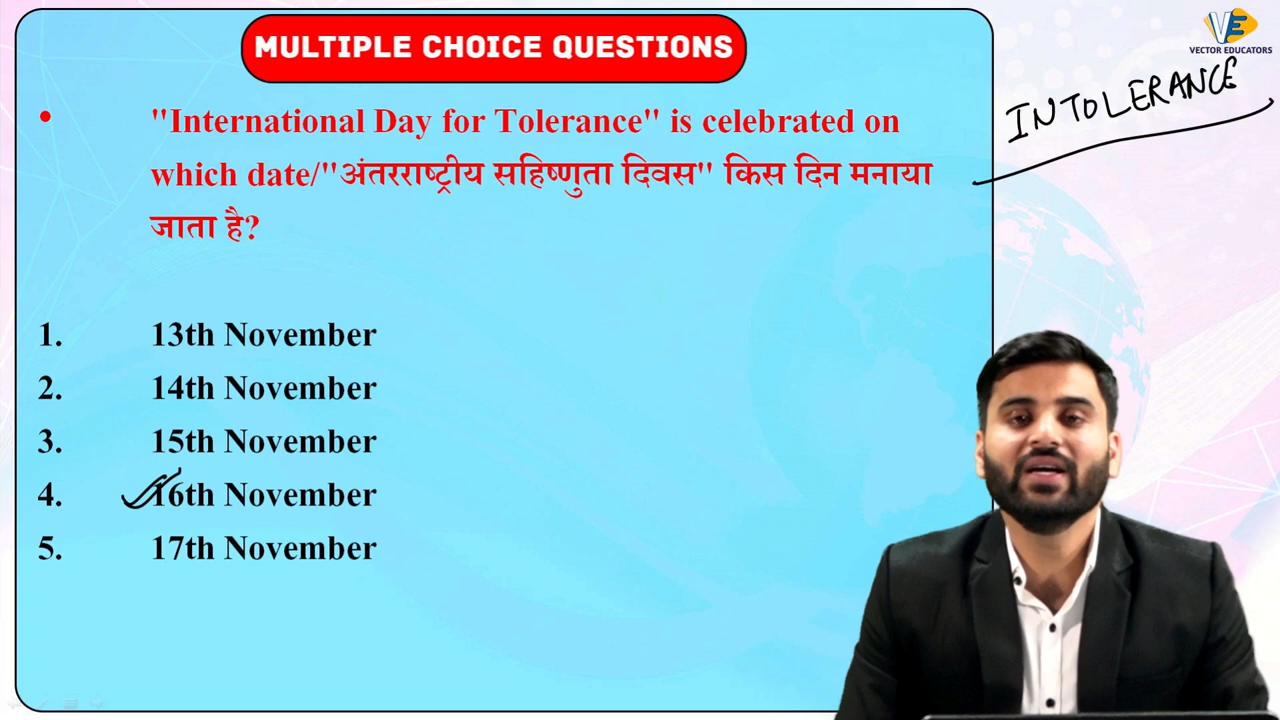 MULTIPLE CHOICE QUESTIONS
VE
VECTOR EDUCATORS
INTOLERANCE
• "International Day for Tolerance" is celebrated on
which date/"अंतरराष्ट्रीय सहिष्णुता दिवस" किस दिन मनाया
जाता है?
1. 13th November
2. 14th November
3. 15th November
4. 16th November
5. 17th November